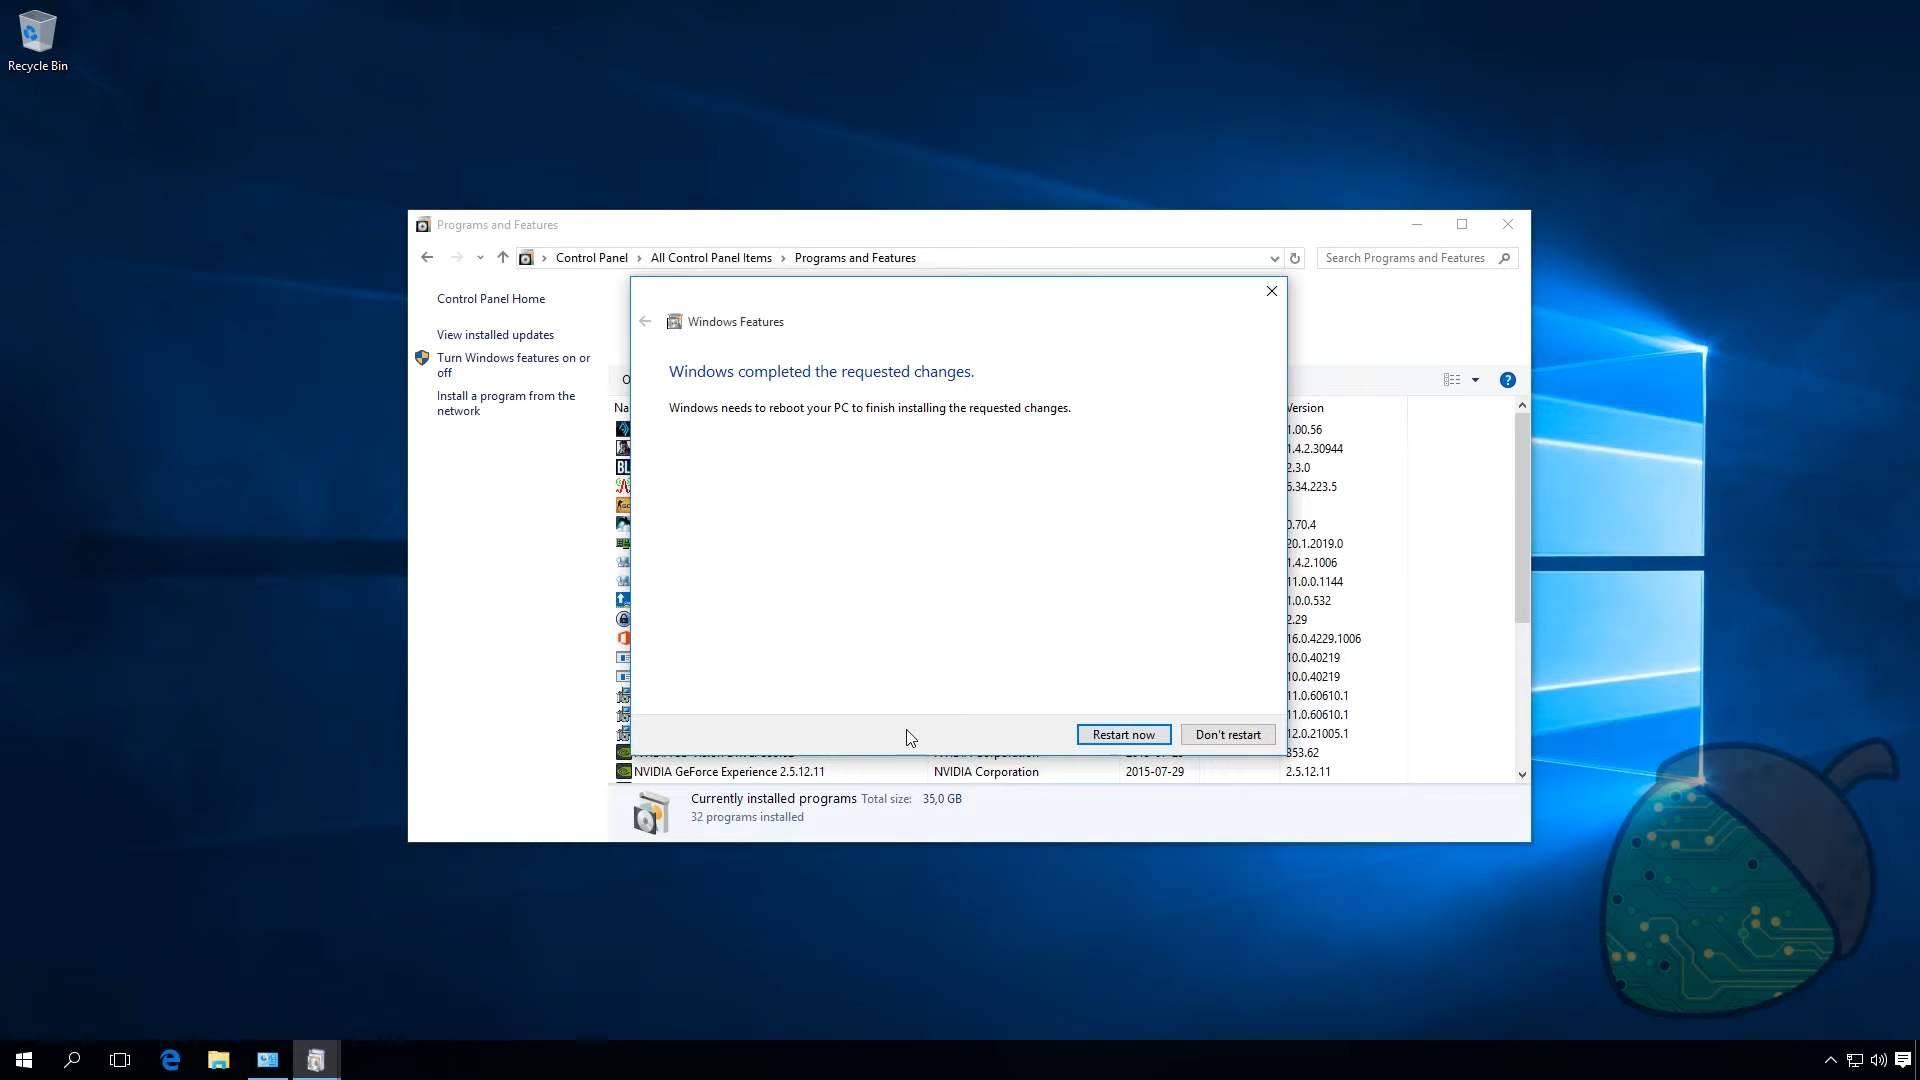 Recycle Bin
Programs and Features
Control Panel > All Control Panel Items > Programs and Features
Search Programs and Features
Control Panel Home
View installed updates
Turn Windows features on or
off
Install a program from the
network
Windows Features
Windows completed the requested changes.
Windows needs to reboot your PC to finish installing the requested changes.
Restart now
Don't restart
Version
1.00.56
1.4.2.30944
2.3.0
6.34.223.5
0.70.4
20.1.2019.0
1.4.2.1006
11.0.0.1144
1.0.0.532
2.29
16.0.4229.1006
10.0.40219
10.0.40219
11.0.60610.1
11.0.60610.1
12.0.21005.1
353.62
NVIDIA GeForce Experience 2.5.12.11 NVIDIA Corporation 2015-07-29 2.5.12.11
Currently installed programs Total size: 35,0 GB
32 programs installed